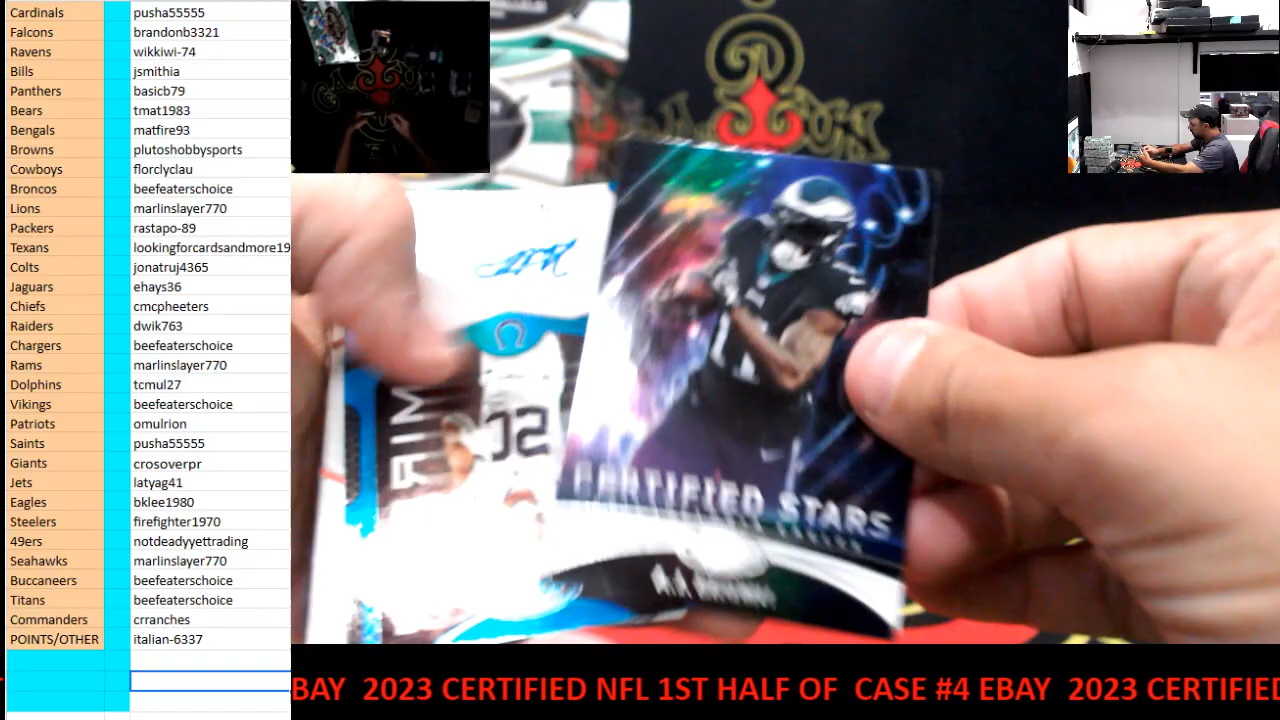 Cardinals pusha55555
Falcons brandonb3321
Ravens wikkiwi-74
Bills jsmithia
Panthers basicb79
Bears tmat1983
Bengals matfire93
Browns plutoshobbysports
Cowboys florclyclau
Broncos beefeaterschoice
Lions marlinslayer770
Packers rastapo-89
Texans lookingforcardsandmore19
Colts jonatruj4365
Jaguars ehays36
Chiefs cmcpheeters
Raiders dwik763
Chargers beefeaterschoice
Rams marlinslayer770
Dolphins tcmul27
Vikings beefeaterschoice
Patriots omulrion
Saints pusha55555
Giants crosoverpr
Jets latyag41
Eagles bklee1980
Steelers firefighter1970
49ers notdeadyyettrading
Seahawks marlinslayer770
Buccaneers beefeaterschoice
Titans beefeaterschoice
Commanders crranches
POINTS/OTHER italian-6337
CERTIFIED STARS
A.J. BROWN
BAY 2023 CERTIFIED NFL 1ST HALF OF CASE #4 EBAY 2023 CERTIFIED